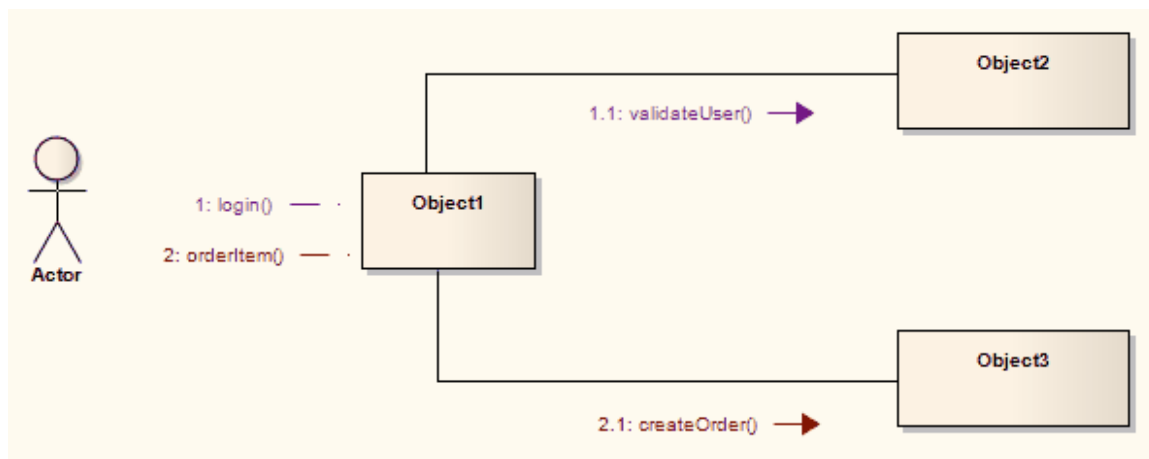 Object2
1.1: validateUser()
Object1
1: login()
2: orderItem()
Actor
Object3
2.1: createOrder()